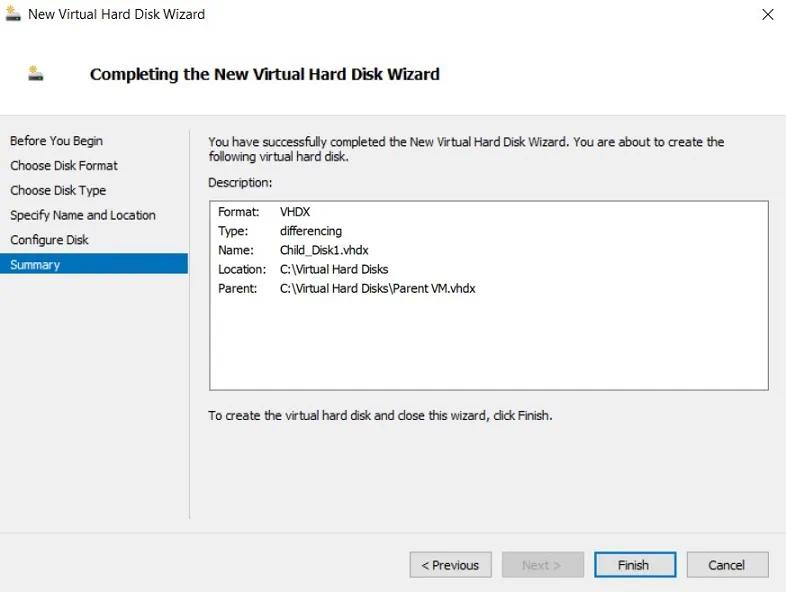 New Virtual Hard Disk Wizard
Completing the New Virtual Hard Disk Wizard
Before You Begin
Choose Disk Format
Choose Disk Type
Specify Name and Location
Configure Disk
Summary
You have successfully completed the New Virtual Hard Disk Wizard. You are about to create the
following virtual hard disk.
Description:
Format: VHDX
Type: differencing
Name: Child_Disk1.vhdx
Location: C:\Virtual Hard Disks
Parent: C:\Virtual Hard Disks\Parent VM.vhdx
To create the virtual hard disk and close this wizard, click Finish.
< Previous
Next >
Finish
Cancel